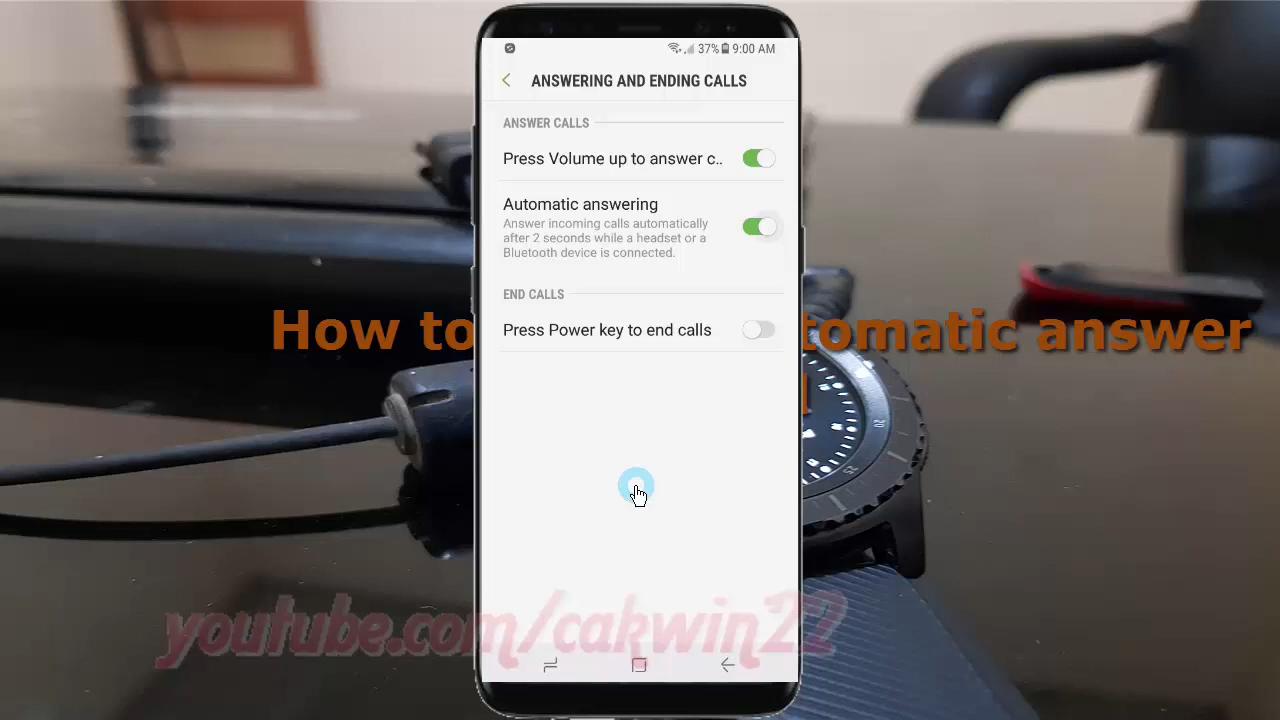 37% 9:00 AM
ANSWERING AND ENDING CALLS
ANSWER CALLS
Press Volume up to answer c..
Automatic answering
Answer incoming calls automatically
after 2 seconds while a headset or a
Bluetooth device is connected.
END CALLS
Press Power key to end calls
How to tomatic answer
youtube.com/cakwin22